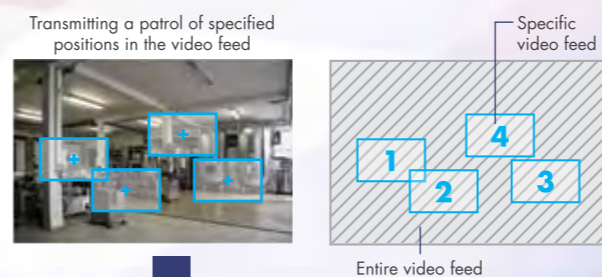 Transmitting a patrol of specified
positions in the video feed
Specific
video feed
4
1
2
3
Entire video feed